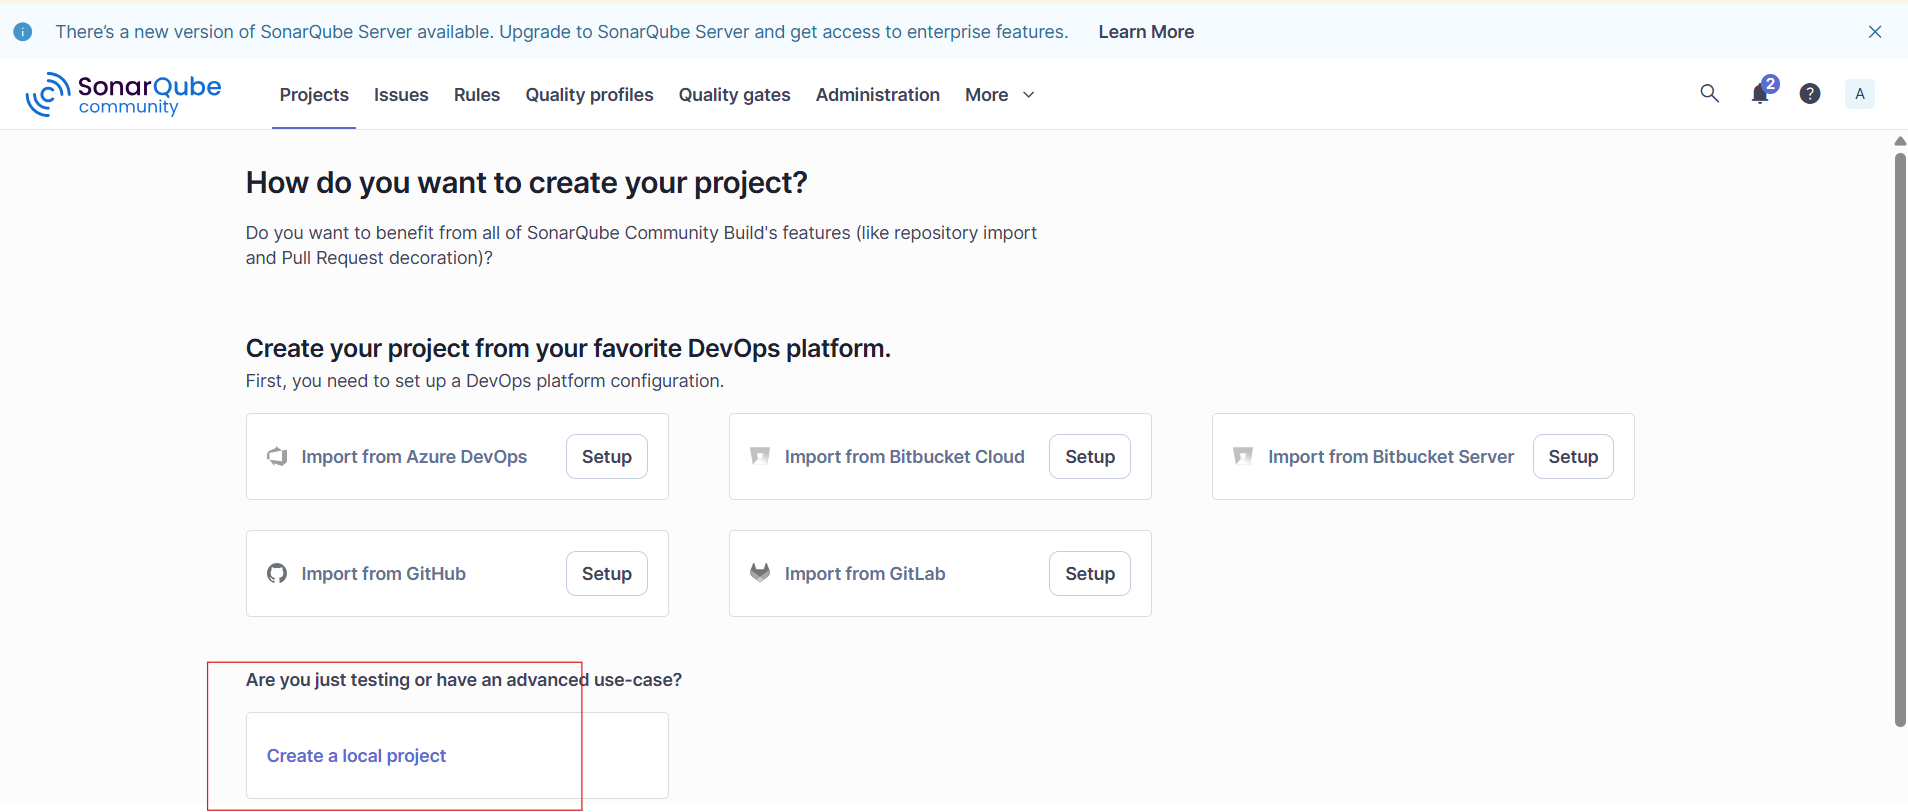 There's a new version of SonarQube Server available. Upgrade to SonarQube Server and get access to enterprise features. Learn More
SonarQube community
Projects Issues Rules Quality profiles Quality gates Administration More 2 ? A
How do you want to create your project?
Do you want to benefit from all of SonarQube Community Build's features (like repository import
and Pull Request decoration)?
Create your project from your favorite DevOps platform.
First, you need to set up a DevOps platform configuration.
Import from Azure DevOps Setup Import from Bitbucket Cloud Setup Import from Bitbucket Server Setup
Import from GitHub Setup Import from GitLab Setup
Are you just testing or have an advanced use-case?
Create a local project